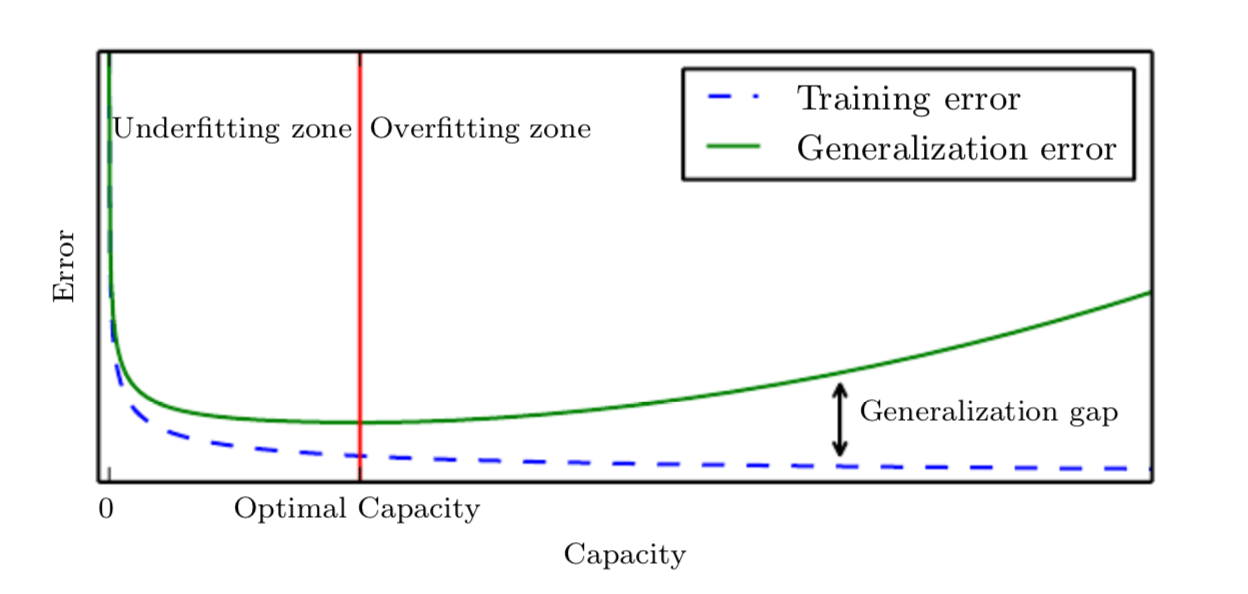 Underfitting zone
Overfitting zone
Training error
Generalization error
Error
Generalization gap
0
Optimal Capacity
Capacity